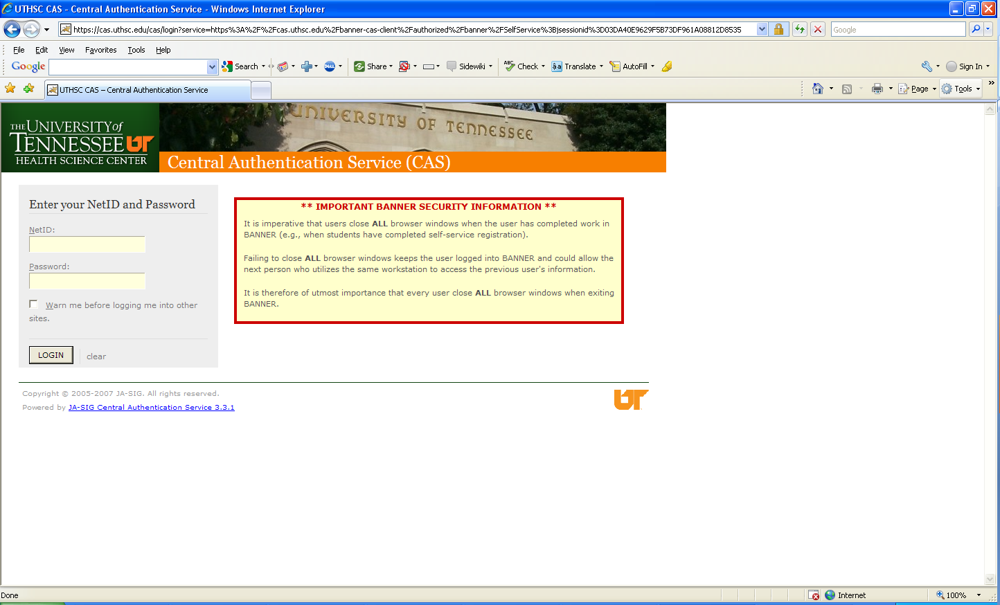 UTHSC CAS - Central Authentication Service - Windows Internet Explorer
https://cas.uthsc.edu/cas/login?service=https%3A%2F%2Fcas.uthsc.edu%2Fbanner-cas-client%2Fauthorized%2Fbanner%2FSelfService%3Bjsessionid%3D03DA40E9629F5B73DF961A08812D8535
Google
File Edit View Favorites Tools Help
Google Search Share Sidewiki Check Translate AutoFill Sign In
UTHSC CAS – Central Authentication Service
Page Tools
THE UNIVERSITY of
TENNESSEE UT
HEALTH SCIENCE CENTER
UNIVERSITY OF TENNESSEE
Central Authentication Service (CAS)
Enter your NetID and Password
NetID:
Password:
Warn me before logging me into other
sites.
LOGIN clear
** IMPORTANT BANNER SECURITY INFORMATION **
It is imperative that users close ALL browser windows when the user has completed work in
BANNER (e.g., when students have completed self-service registration).
Failing to close ALL browser windows keeps the user logged into BANNER and could allow the
next person who utilizes the same workstation to access the previous user's information.
It is therefore of utmost importance that every user close ALL browser windows when exiting
BANNER.
Copyright © 2005-2007 JA-SIG. All rights reserved.
Powered by JA-SIG Central Authentication Service 3.3.1
UT
Done Internet 100%